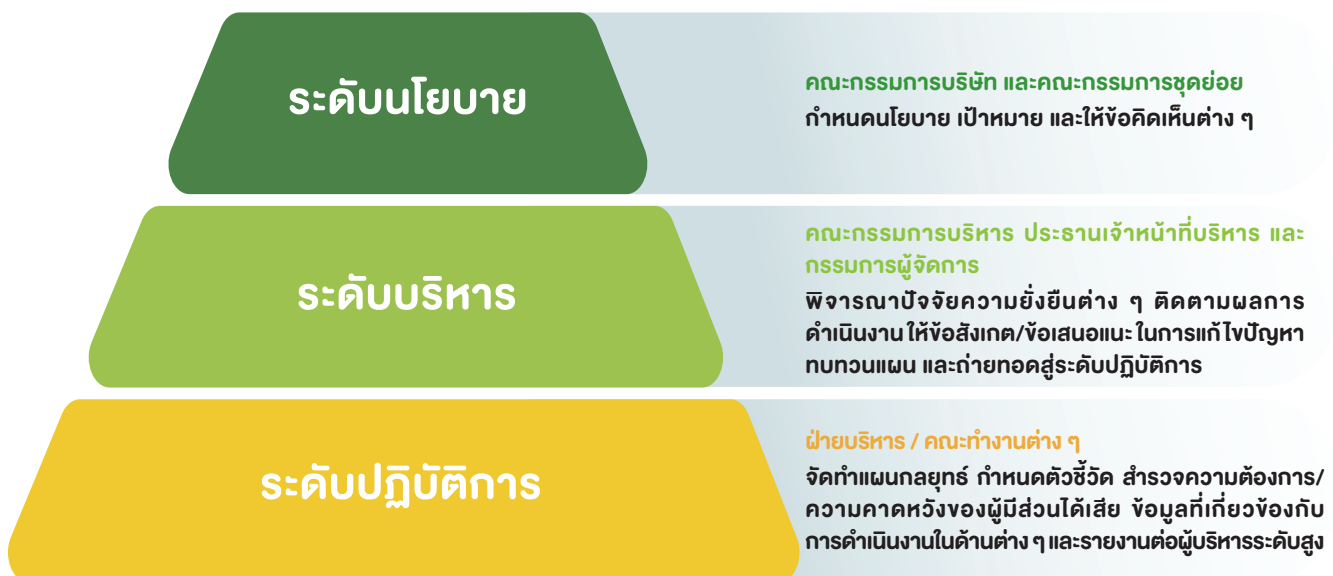 ระดับนโยบาย
คณะกรรมการบริษัท และคณะกรรมการชุดย่อย
กำหนดนโยบาย เป้าหมาย และให้ข้อคิดเห็นต่าง ๆ
ระดับบริหาร
คณะกรรมการบริหาร ประธานเจ้าหน้าที่บริหาร และ
กรรมการผู้จัดการ
พิจารณาปัจจัยความยั่งยืนต่าง ๆ ติดตามผลการ
ดำเนินงาน ให้ข้อสังเกต/ข้อเสนอแนะ ในการแก้ไขปัญหา
ทบทวนแผน และถ่ายทอดสู่ระดับปฏิบัติการ
ระดับปฏิบัติการ
ฝ่ายบริหาร / คณะทำงานต่าง ๆ
จัดทำแผนกลยุทธ์ กำหนดตัวชี้วัด สำรวจความต้องการ/
ความคาดหวังของผู้มีส่วนได้เสีย ข้อมูลที่เกี่ยวข้องกับ
การดำเนินงานในด้านต่าง ๆ และรายงานต่อผู้บริหารระดับสูง